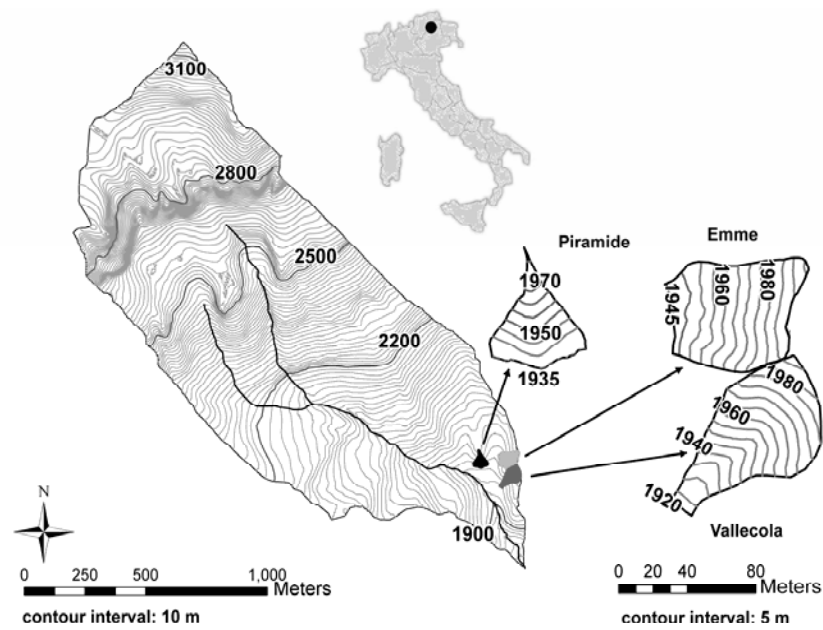 3100
2800
2500
2200
1900
Piramide
1970
1950
1935
Emme
1945
1960
1980
1980
1960
1940
1920
Vallecola
N
0 250 500 1,000
Meters
contour interval: 10 m
0 10 20 40 80
Meters
contour interval: 5 m